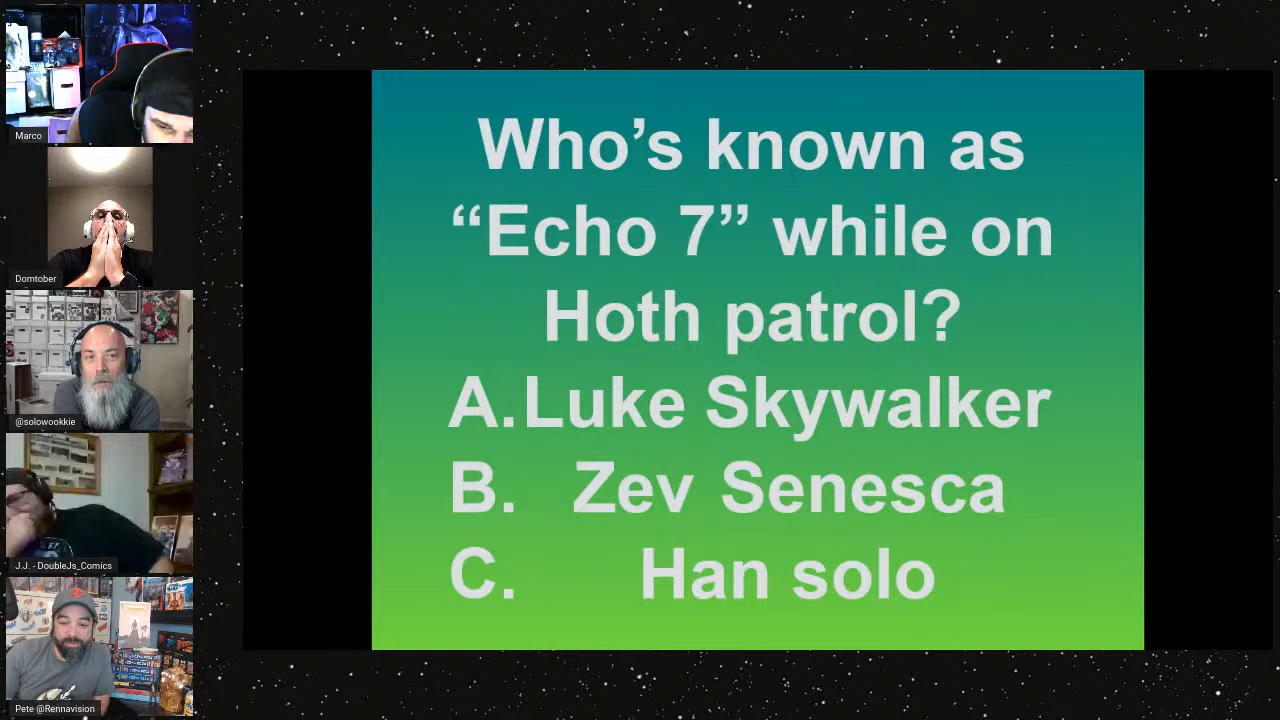 Marco
Domtober
@solowookkie
J.J. - DoubleJs_Comics
Pete @Rennavision
Who’s known as
“Echo 7” while on
Hoth patrol?
A. Luke Skywalker
B. Zev Senesca
C. Han solo